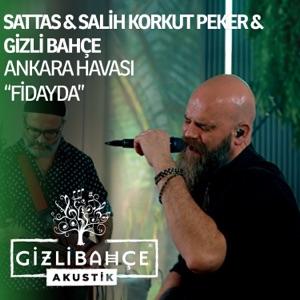 SATTAS & SALİH KORKUT PEKER &
GİZLİ BAHÇE
ANKARA HAVASI
“FİDAYDA”
GİZLİBAHÇE
AKUSTİK